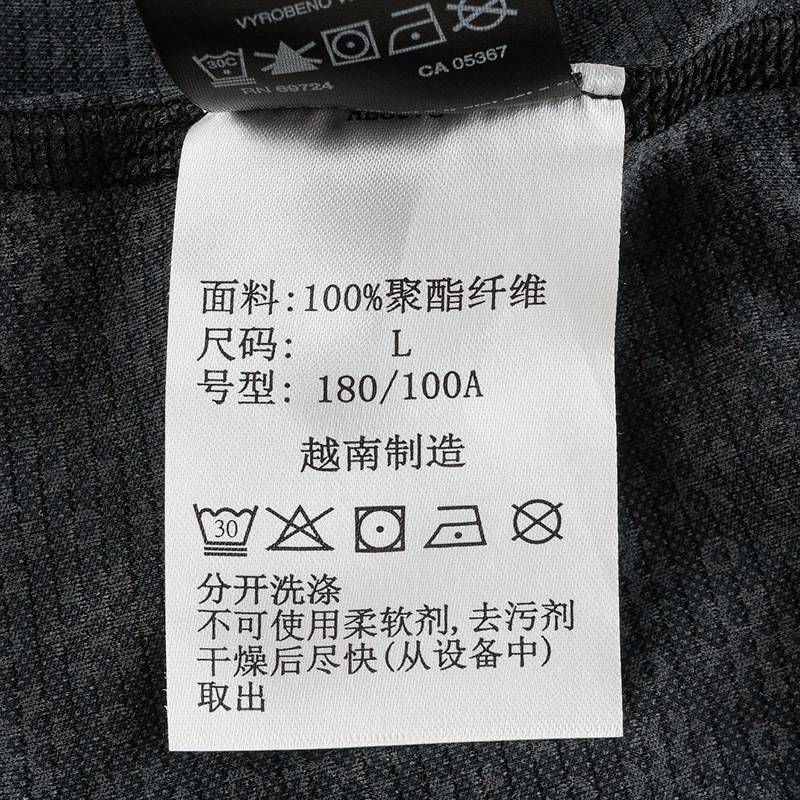 VYROBENO
30C
CA 05367
RN 69724
面料:100%聚酯纤维
尺码: L
号型: 180/100A
越南制造
30
分开洗涤
不可使用柔软剂,去污剂
干燥后尽快(从设备中)
取出